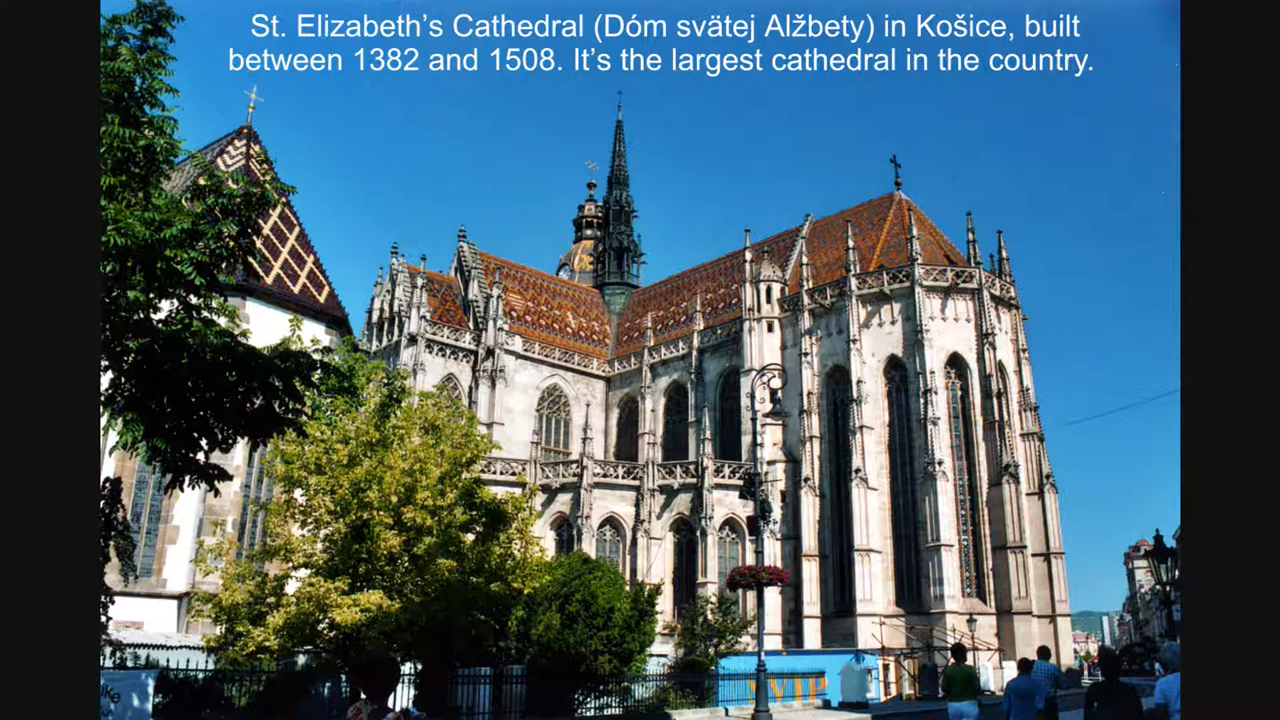 St. Elizabeth’s Cathedral (Dóm svätej Alžbety) in Košice, built
between 1382 and 1508. It’s the largest cathedral in the country.
VIP